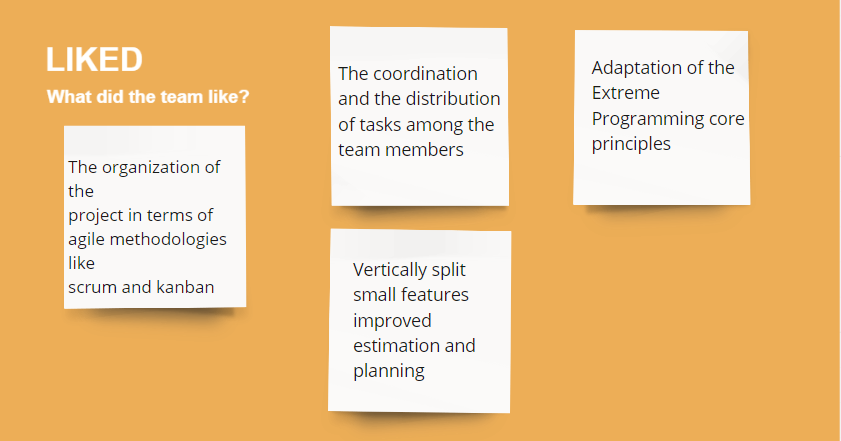 LIKED
What did the team like?
The organization of
the
project in terms of
agile methodologies
like
scrum and kanban
The coordination
and the distribution
of tasks among the
team members
Vertically split
small features
improved
estimation and
planning
Adaptation of the
Extreme
Programming core
principles